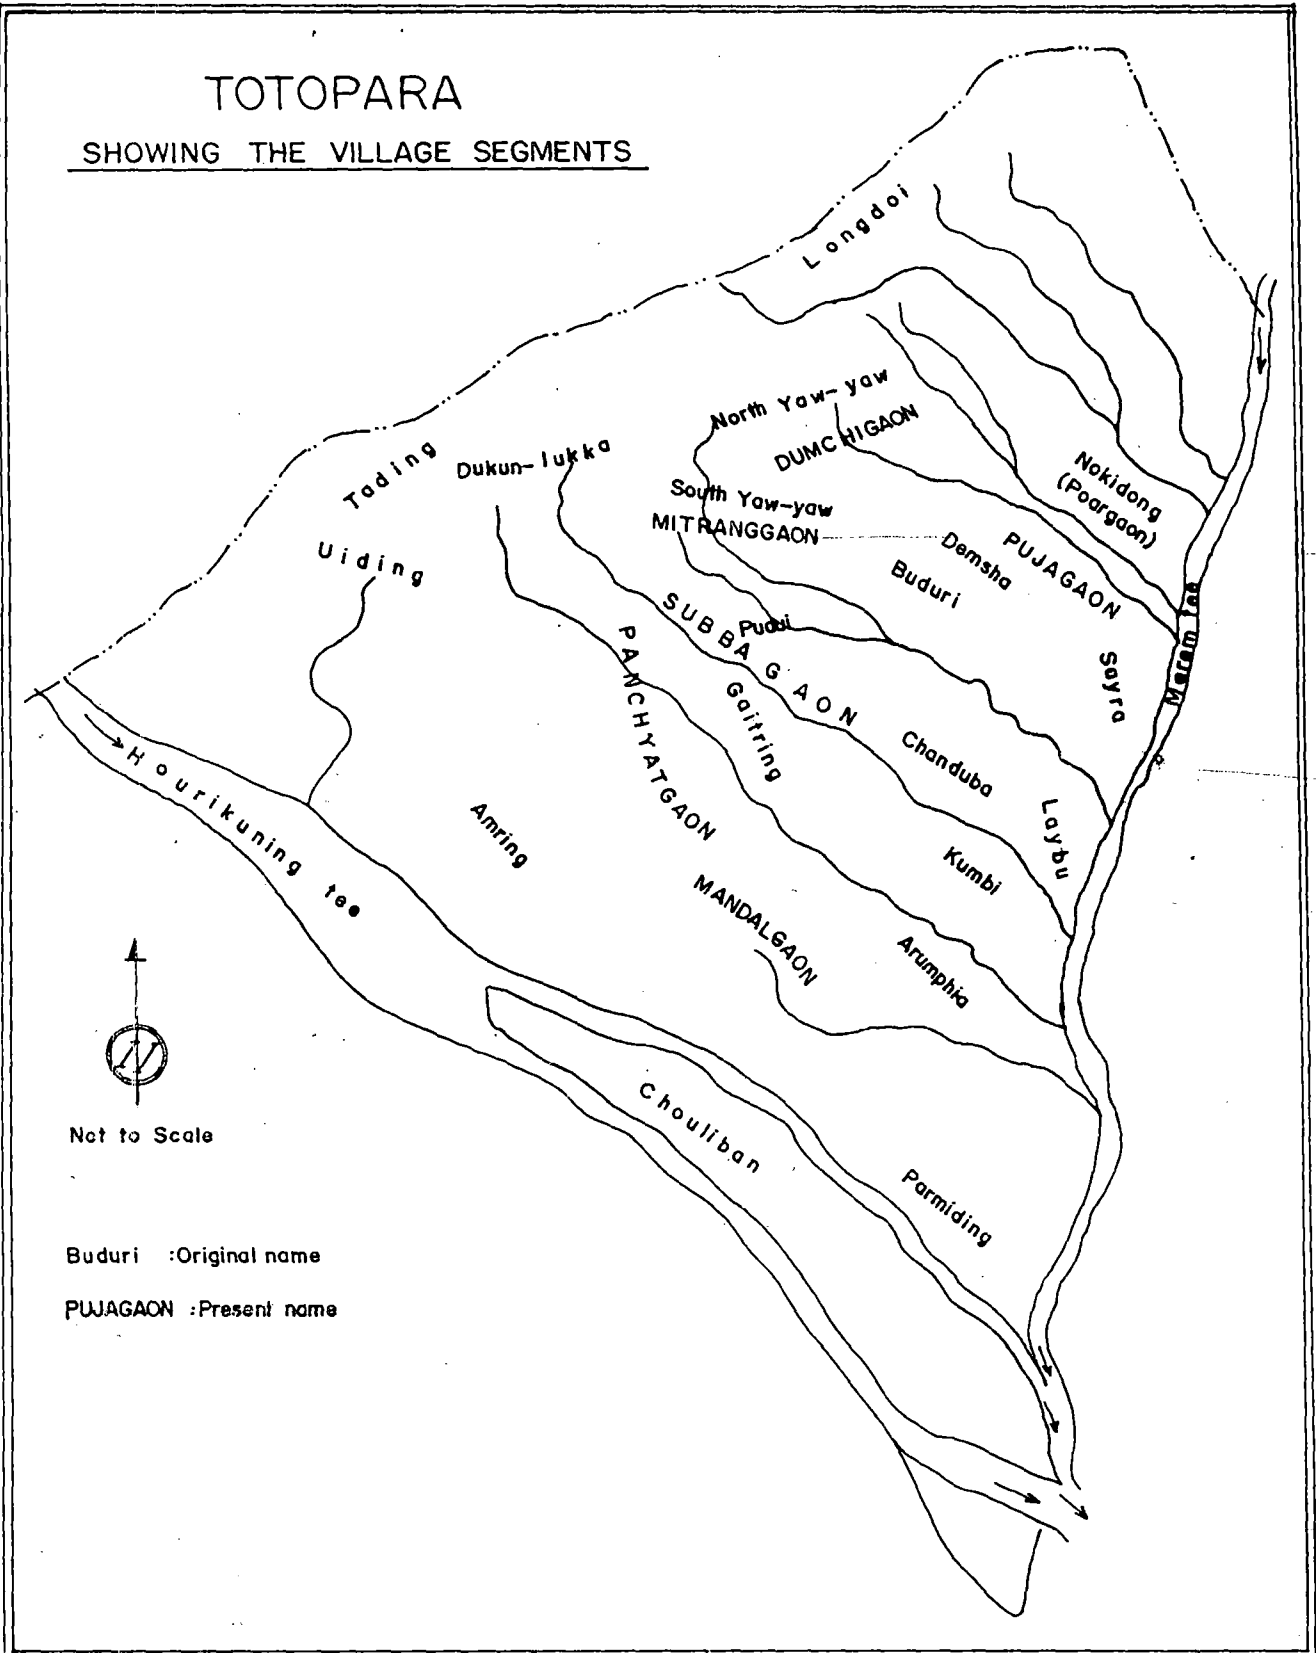 TOTOPARA
SHOWING THE VILLAGE SEGMENTS
Longdoi
North Yaw-yaw
DUMCHIGAON
Tading
Dukun-lukka
Nokidong
(Poargaon)
South Yaw-yaw
MITRANGGAON
Uiding
Demsha
PUJAGAON
Buduri
SUBBA GAON
Pudui
Maram tee
PANCHYATGAON
Gaitring
Sayra
Chanduba
Hourikuning tee
Amring
Laybu
Kumbi
MANDALGAON
Arumphia
N
Not to Scale
Chouliban
Parmiding
Buduri :Original name
PUJAGAON :Present name